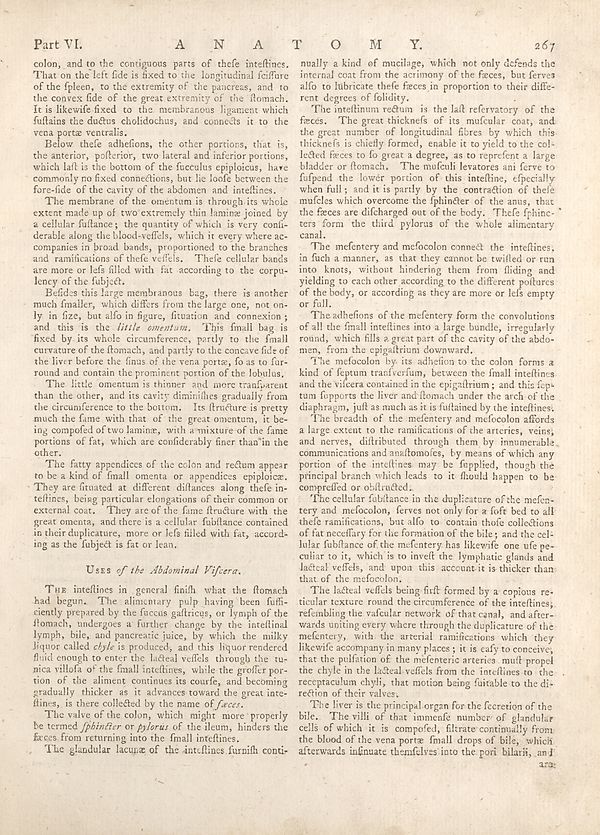 Part VI. A N A T O M Y. 267
colon, and to the contiguous parts of theſe inteſtines.
That on the left ſide is fixed to the longitudinal ſciſſure
of the ſpleen, to the extremity of the pancreas, and to
the convex ſide of the great extremity of the ſtomach.
It is likewiſe fixed to the membranous ligament which
ſuſtains the ductus cholidochus, and connects it to the
vena portæ ventralis.
Below theſe adheſions, the other portions, that is,
the anterior, poſterior, two lateral and inferior portions,
which laſt is the bottom of the ſacculus epiploicus, have
commonly no fixed connections, but lie looſe between the
fore-ſide of the cavity of the abdomen and inteſtines.
The membrane of the omentum is through its whole
extent made up of two extremely thin laminæ joined by
a cellular ſuſtance; the quantity of which is very conſi-
derable along the blood-veſſels, which it every where ac-
companies in broad bands, proportioned to the branches
and ramifications of theſe veſſels. Theſe cellular bands
are more or leſs filled with fat according to the corpu-
lency of the ſubject.
Beſides this large membranous bag, there is another
much ſmaller, which differs from the large one, not on-
ly in ſize, but alſo in figure, ſituation and connexion;
and this is the little omentum. This ſmall bag is
fixed by its whole circumference, partly to the ſmall
curvature of the ſtomach, and partly to the concave ſide of
the liver before the ſinus of the vena portæ, ſo as to ſur-
round and contain the prominent portion of the lobulus.
The little omentum is thinner and more tranſparent
than the other, and its cavity diminiſhes gradually from
the circumference to the bottom. Its ſtructure is pretty
much the ſame with that of the great omentum, it be-
ing compoſed of two laminæ, with a mixture of the ſame
portions of fat, which are conſiderably finer than in the
other.
The fatty appendices of the colon and rectum appear
to be a kind of ſmall omenta or appendices epiploicæ.
They are ſituated at different diſtances along theſe in-
teſtines, being particular elongations of their common or
external coat. They are of the ſame ſtructure with the
great omenta, and there is a cellular ſubſtance contained
in their duplicature, more or leſs filled with fat, accord-
ing as the ſubject is fat or lean.
USES of the Abdominal Viſcera.
THE inteſtines in general finiſh what the ſtomach
had begun. The alimentary pulp having been ſuffi-
ciently prepared by the ſuccus gaſtricus, or lymph of the
ſtomach, undergoes a further change by the inteſtinal
lymph, bile, and pancreatic juice, by which the milky
liquor called chyle is produced, and this liquor rendered
fluid enough to enter the lacteal veſſels through the tu-
nica villoſa of the ſmall inteſtines, while the groſſer por-
tion of the aliment continues its courſe, and becoming
gradually thicker as it advances toward the great inte-
ſtines, is there collected by the name of fæces.
The valve of the colon, which might more properly
be termed ſphincter or pylorus of the ileum, hinders the
fæces from returning into the ſmall inteſtines.
The glandular lacunæ of the inteſtines furniſh conti-
nually a kind of mucilage, which not only defends the
internal coat from the acrimony of the fæces, but ſerves
alſo to lubricate theſe fæces in proportion to their diffe-
rent degrees of ſolidity.
The inteſtinum rectum is the laſt reſervatory of the
fæces. The great thickneſs of its muſcular coat, and
the great number of longitudinal fibres by which this
thickneſs is chiefly formed, enable it to yield to the col-
lected fæces to ſo great a degree, as to repreſent a large
bladder or ſtomach. The muſculi levatores ani ſerve to
ſuſpend the lower portion of this inteſtine, eſpecially
when full; and it is partly by the contraction of theſe
muſcles which overcome the ſphincter of the anus, that
the fæces are diſcharged out of the body. Theſe ſphinc-
ters form the third pylorus of the whole alimentary
canal.
The meſentery and meſocolon connect the inteſtines,
in ſuch a manner, as that they cannot be twiſted or run
into knots, without hindering them from ſliding and
yielding to each other according to the different poſtures
of the body, or according as they are more or leſs empty
or full.
The adheſions of the meſentery form the convolutions
of all the ſmall inteſtines into a large bundle, irregularly
round, which fills a great part of the cavity of the abdo-
men, from the epigaſtrium downward.
The meſocolon by its adheſion to the colon forms a
kind of ſeptum tranſverſum, between the ſmall inteſtines
and the viſcera contained in the epigaſtrium; and this ſep-
tum ſupports the liver and ſtomach under the arch of the
diaphragm, juſt as much as it is ſuſtained by the inteſtines.
The breadth of the meſentery and meſocolon affords
a large extent to the ramifications of the arteries, veins,
and nerves, diſtributed through them by innumerable
communications and anaſtomoſes, by means of which any
portion of the inteſtines may be ſupplied, though the
principal branch which leads to it ſhould happen to be
compreſſed or obſtructed.
The cellular ſubſtance in the duplicature of the meſen-
tery and meſocolon, ſerves not only for a ſoft bed to all
theſe ramifications, but alſo to contain thoſe collections
of fat neceſſary for the formation of the bile; and the cel-
lular ſubſtance of the meſentery has likewiſe one uſe pe-
culiar to it, which is to inveſt the lymphatic glands and
lacteal veſſels, and upon this account it is thicker than
that of the meſocolon.
The lacteal veſſels being firſt formed by a copious re-
ticular texture round the circumference of the inteſtines,
reſembling the vaſcular network of that canal, and after-
wards uniting every where through the duplicature of the
meſentery, with the arterial ramifications which they
likewiſe accompany in many places; it is eaſy to conceive,
that the pulſation of the meſenteric arteries muſt propel
the chyle in the lacteal veſſels from the inteſtines to the
receptaculum chyli, that motion being ſuitable to the di-
rection of their valves.
The liver is the principal organ for the ſecretion of the
bile. The villi of that immenſe number of glandular
cells of which it is compoſed, filtrate continually from
the blood of the vena portæ ſmall drops of bile, which
afterwards inſinuate themſelves into the pori bilarii, and
are